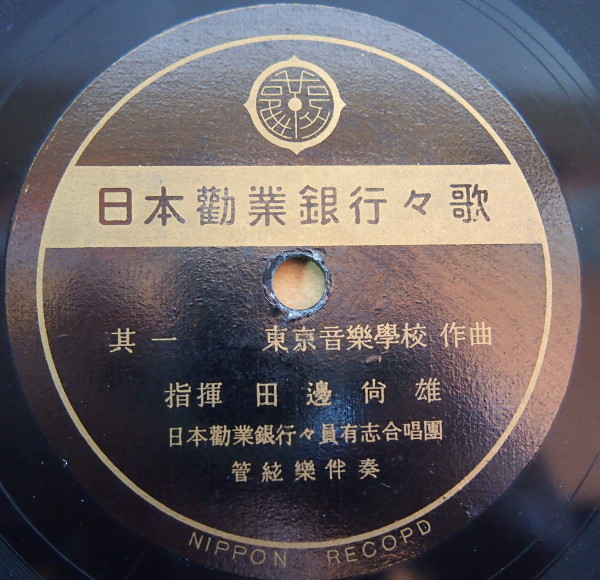 日本勸業銀行々歌
其一 東京音樂學校 作曲
指揮 田邊尙雄
日本勸業銀行々員有志合唱團
管絃樂伴奏
NIPPON RECORD